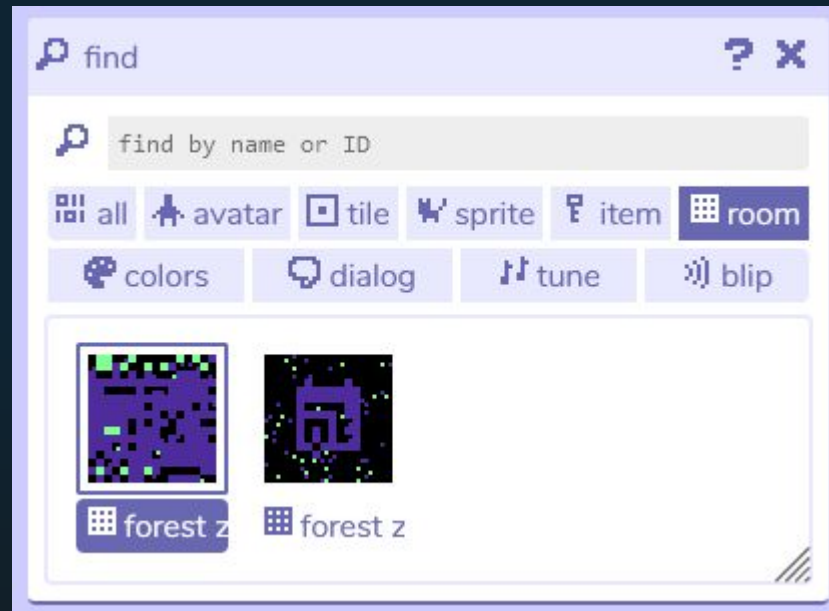 find
find by name or ID
all avatar tile sprite item room
colors dialog tune blip
forest z forest z